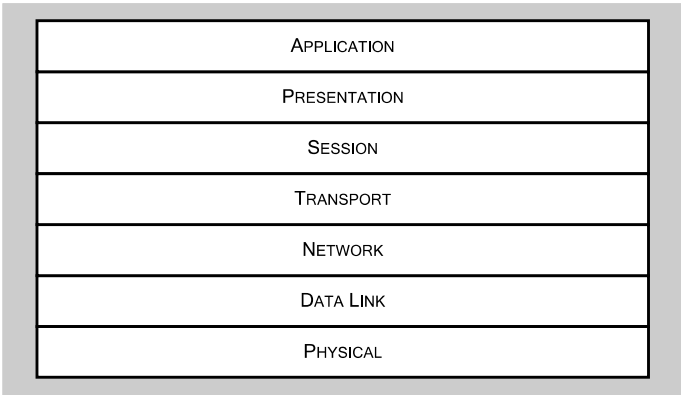 Application
Presentation
Session
Transport
Network
Data Link
Physical